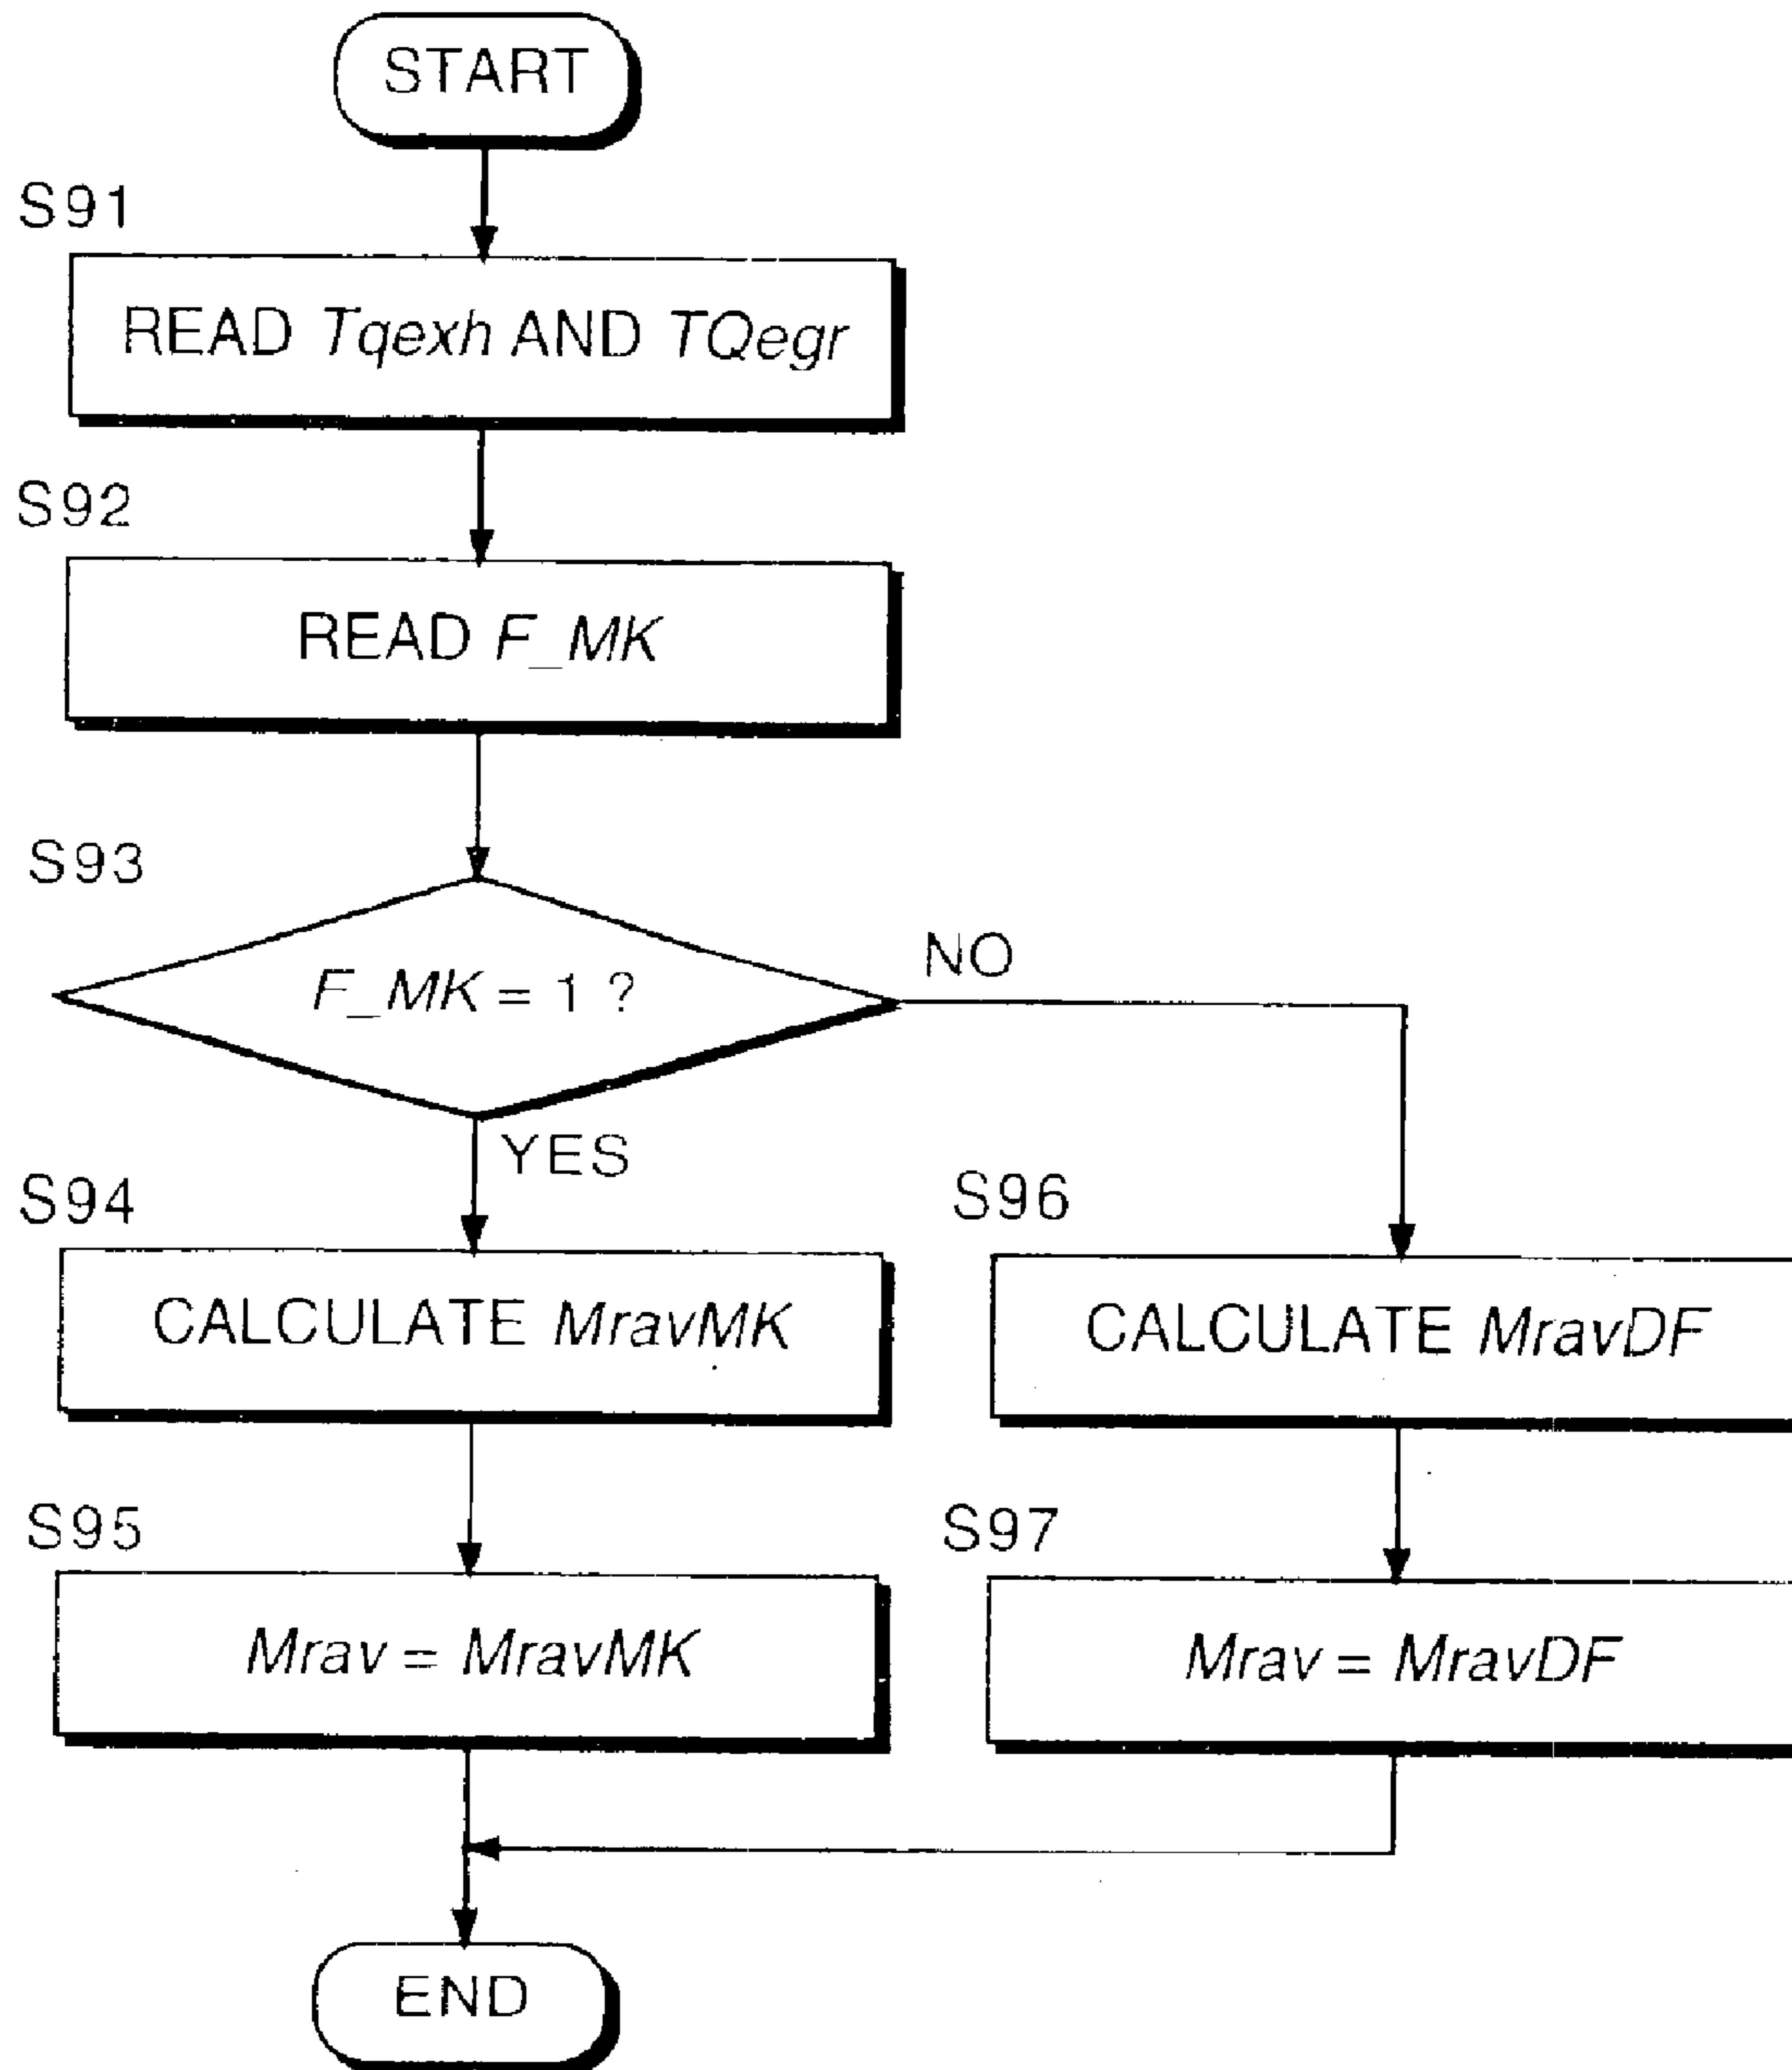 START
S91
READ Tqexh AND TQegr
S92
READ F_MK
S93
F_MK = 1 ?
NO
YES
S94
CALCULATE MravMK
S95
Mrav = MravMK
S96
CALCULATE MravDF
S97
Mrav = MravDF
END